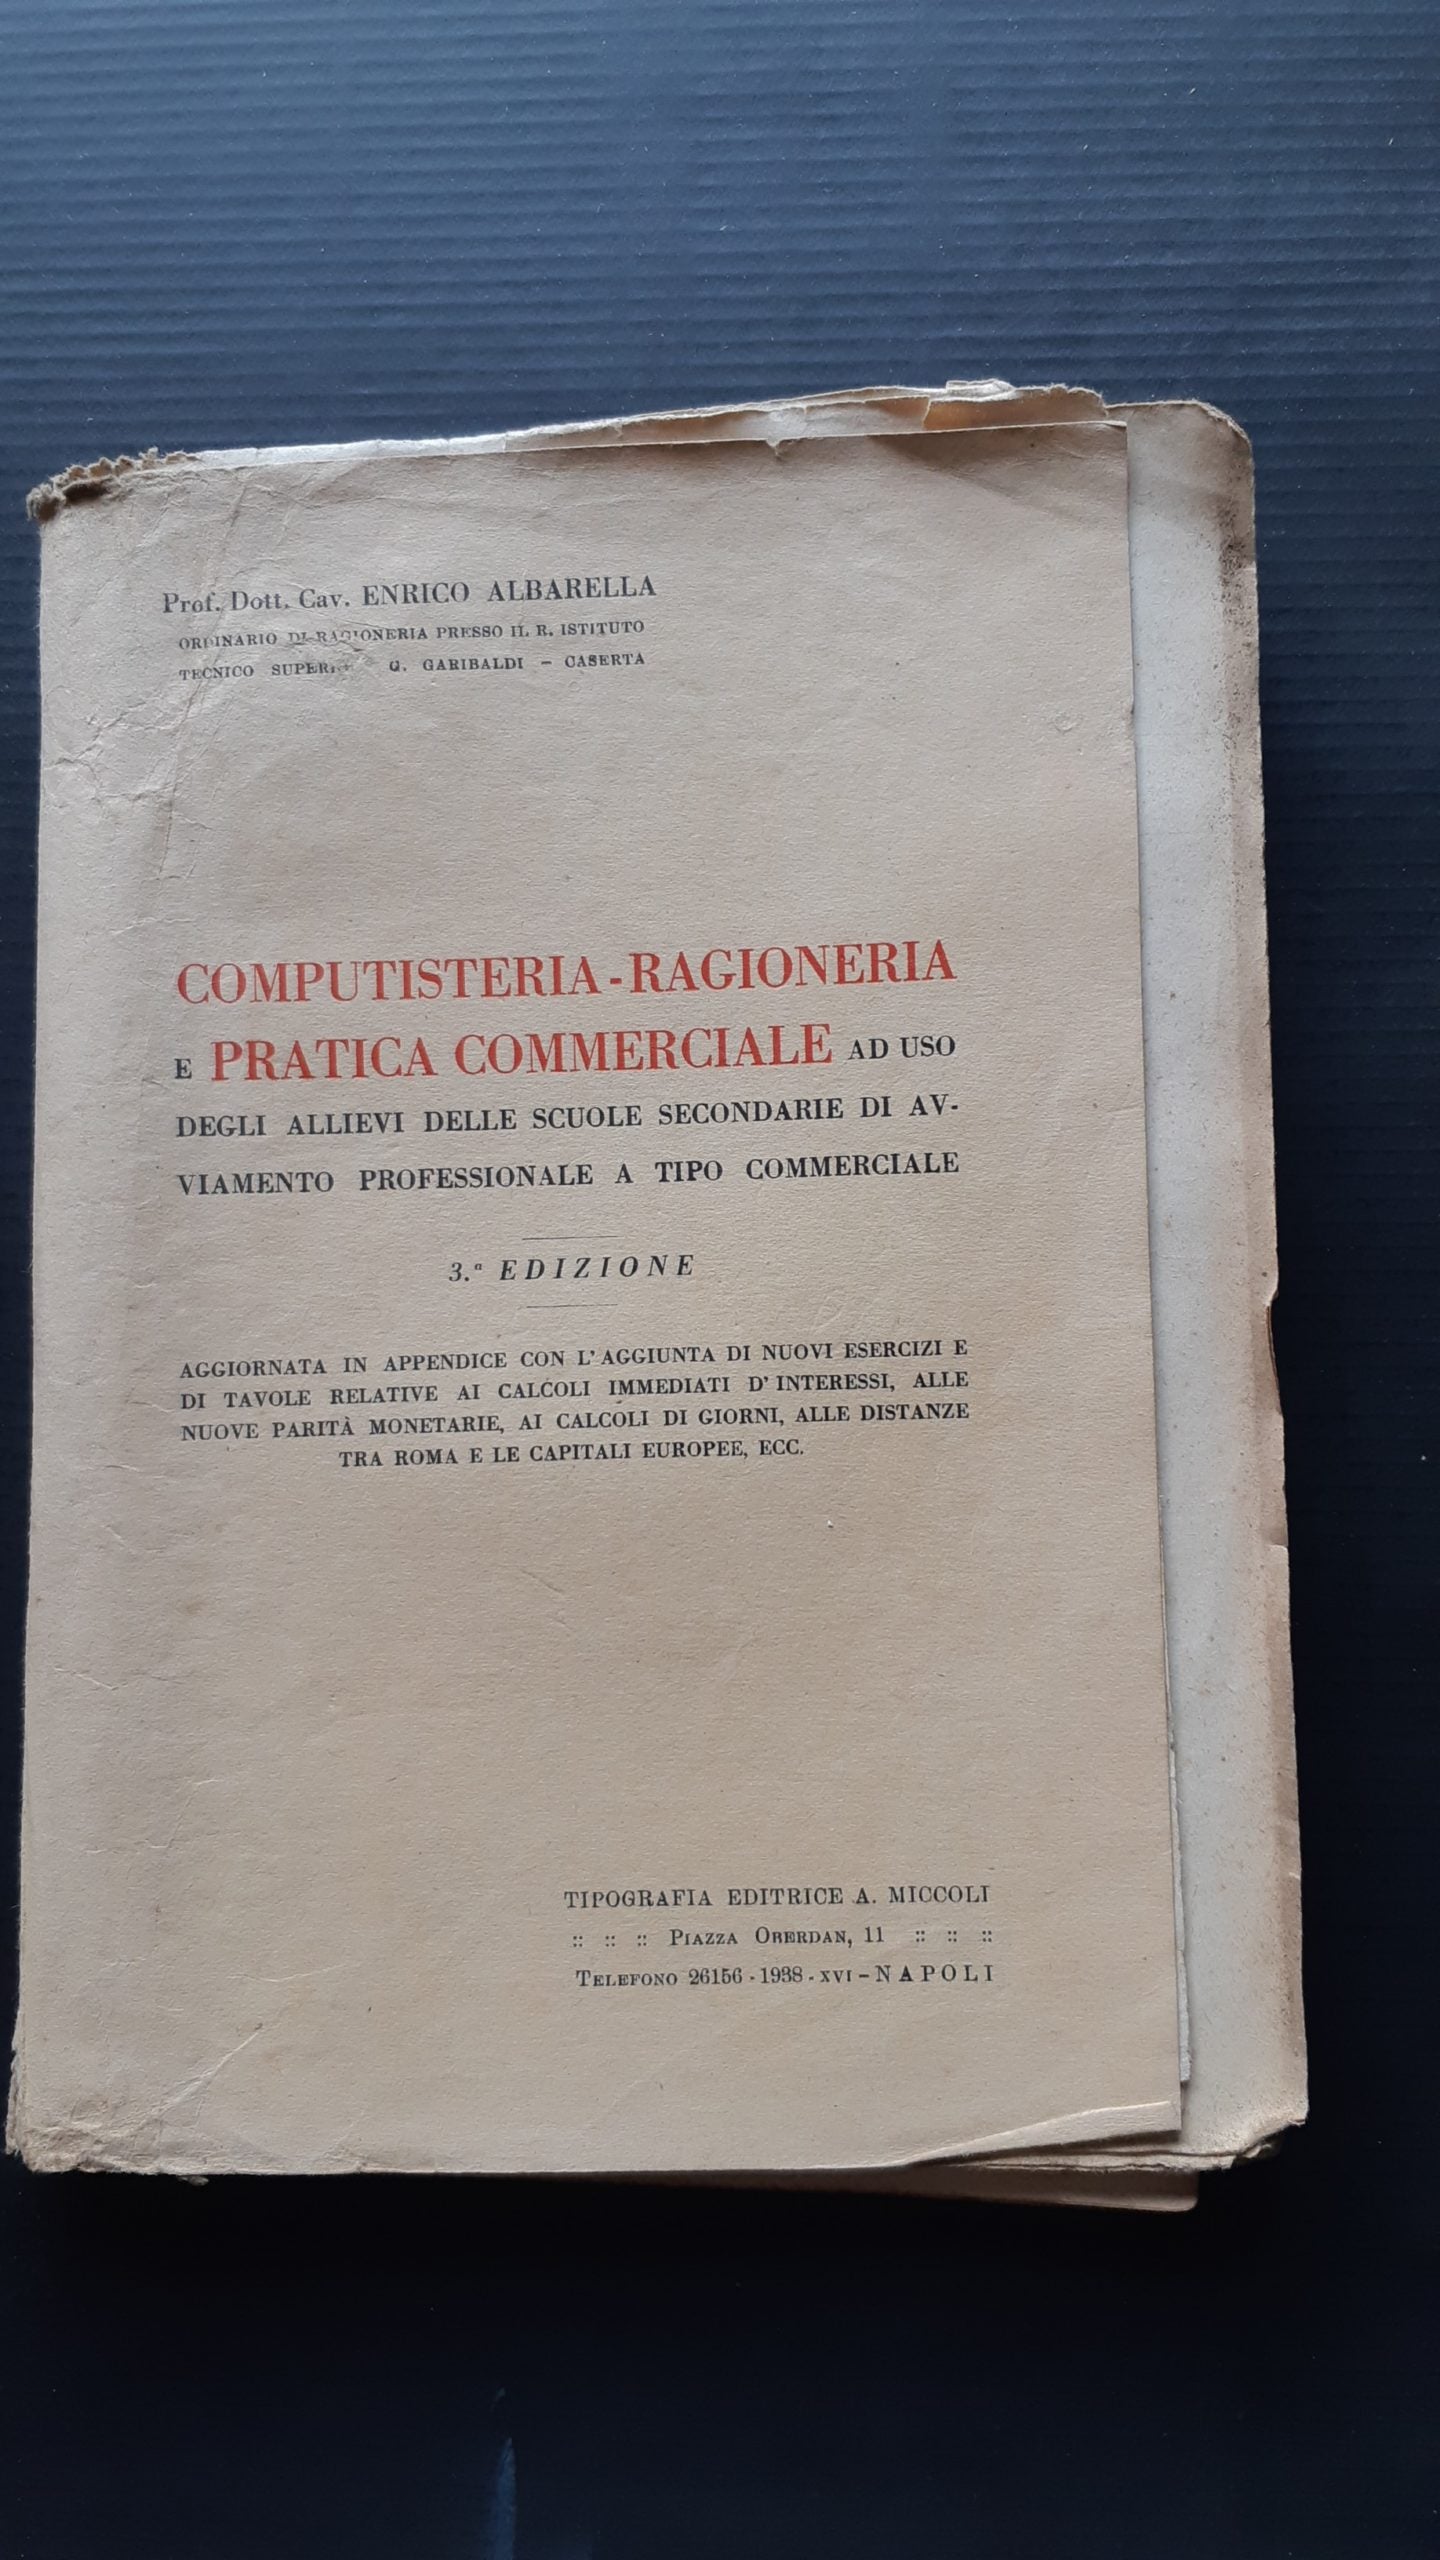 Prof. Dott. Cav. ENRICO ALBARELLA
ORDINARIO DI RAGIONERIA PRESSO IL R. ISTITUTO
TECNICO G. GARIBALDI – CASERTA
COMPUTISTERIA-RAGIONERIA
E PRATICA COMMERCIALE AD USO
DEGLI ALLIEVI DELLE SCUOLE SECONDARIE DI AV-
VIAMENTO PROFESSIONALE A TIPO COMMERCIALE
3.ª EDIZIONE
AGGIORNATA IN APPENDICE CON L'AGGIUNTA DI NUOVI ESERCIZI E
DI TAVOLE RELATIVE AI CALCOLI IMMEDIATI D'INTERESSI, ALLE
NUOVE PARITÀ MONETARIE, AI CALCOLI DI GIORNI, ALLE DISTANZE
TRA ROMA E LE CAPITALI EUROPEE, ECC.
TIPOGRAFIA EDITRICE A. MICCOLI
:: :: :: PIAZZA OBERDAN, 11 :: :: ::
TELEFONO 26156 - 1938 - XVI – NAPOLI